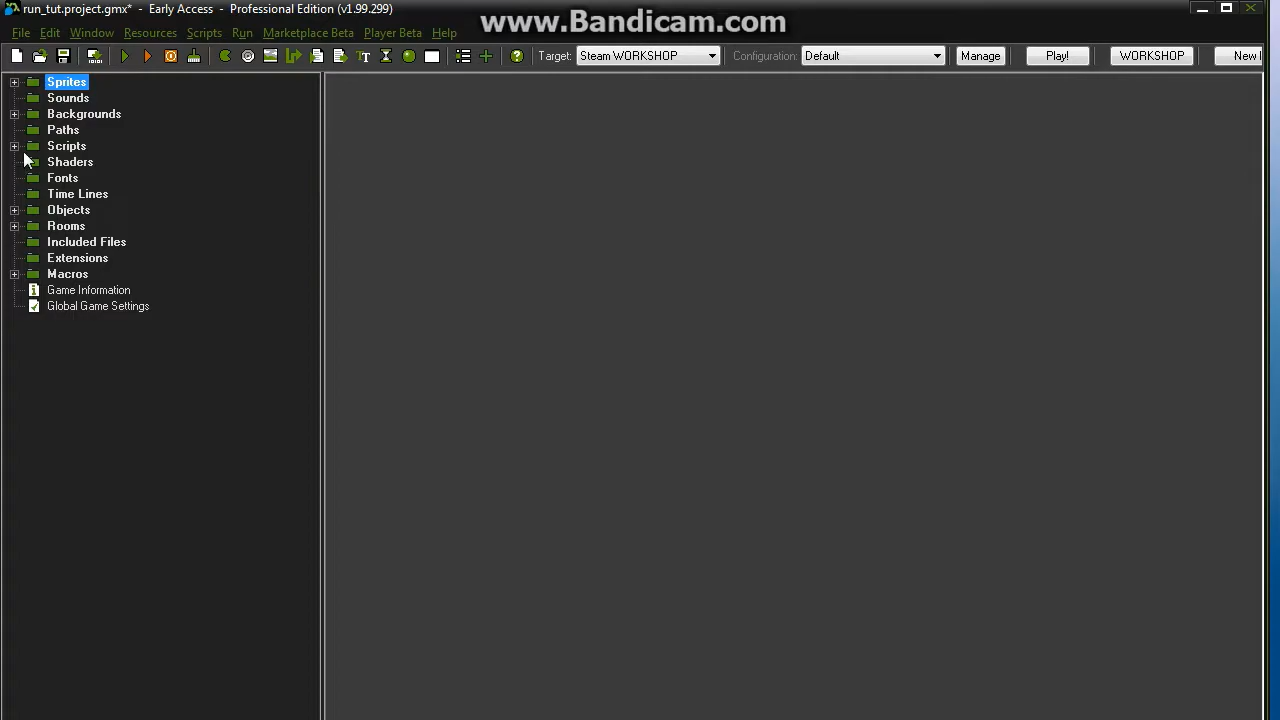 run_tut.project.gmx* - Early Access - Professional Edition (v1.99.299)
www.Bandicam.com
File Edit Window Resources Scripts Run Marketplace Beta Player Beta Help
Target: Steam WORKSHOP Configuration: Default Manage Play! WORKSHOP New
Sprites
Sounds
Backgrounds
Paths
Scripts
Shaders
Fonts
Time Lines
Objects
Rooms
Included Files
Extensions
Macros
Game Information
Global Game Settings